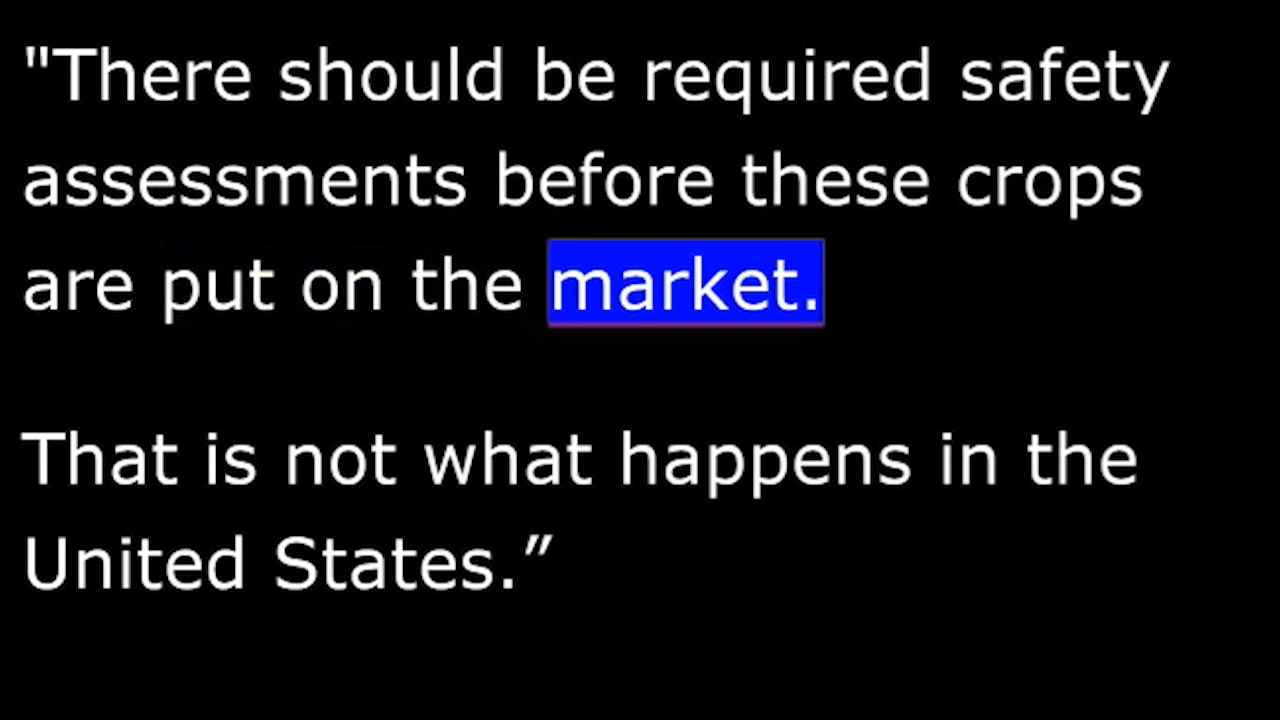 "There should be required safety
assessments before these crops
are put on the market.
That is not what happens in the
United States.”